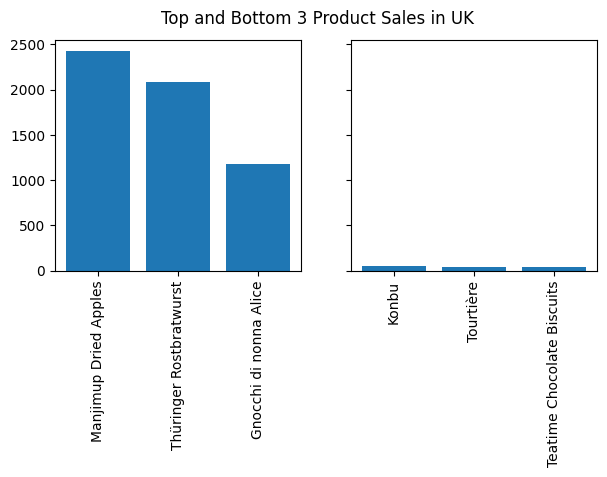 Top and Bottom 3 Product Sales in UK
2500
2000
1500
1000
500
0
Manjimup Dried Apples
Thüringer Rostbratwurst
Gnocchi di nonna Alice
Konbu
Tourtière
Teatime Chocolate Biscuits